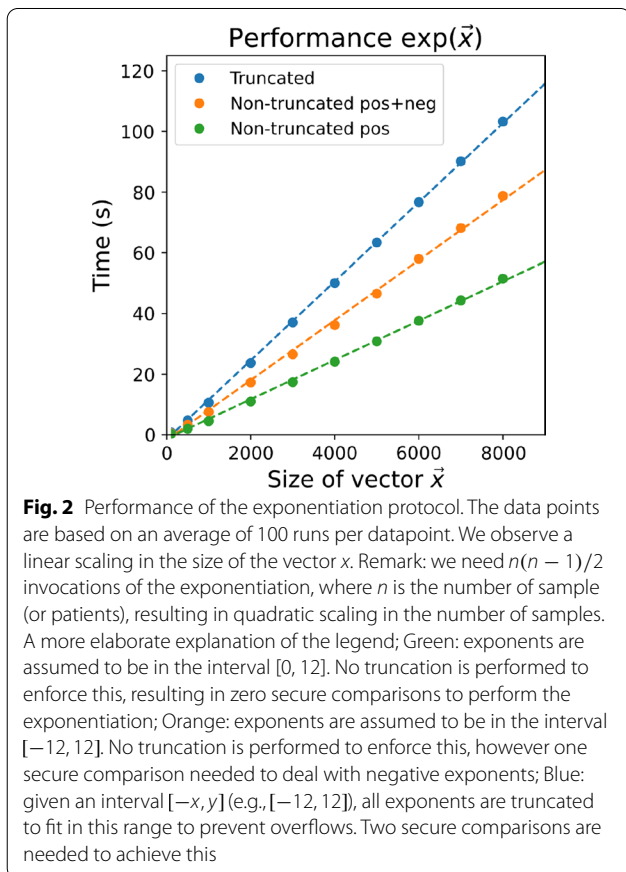 Performance exp(x⃗)
Truncated
Non-truncated pos+neg
Non-truncated pos
Time (s)
120
100
80
60
40
20
0
0 2000 4000 6000 8000
Size of vector x⃗
Fig. 2 Performance of the exponentiation protocol. The data points
are based on an average of 100 runs per datapoint. We observe a
linear scaling in the size of the vector x. Remark: we need n(n − 1)/2
invocations of the exponentiation, where n is the number of sample
(or patients), resulting in quadratic scaling in the number of samples.
A more elaborate explanation of the legend; Green: exponents are
assumed to be in the interval [0, 12]. No truncation is performed to
enforce this, resulting in zero secure comparisons to perform the
exponentiation; Orange: exponents are assumed to be in the interval
[−12, 12]. No truncation is performed to enforce this, however one
secure comparison needed to deal with negative exponents; Blue:
given an interval [−x, y] (e.g., [−12, 12]), all exponents are truncated
to fit in this range to prevent overflows. Two secure comparisons are
needed to achieve this